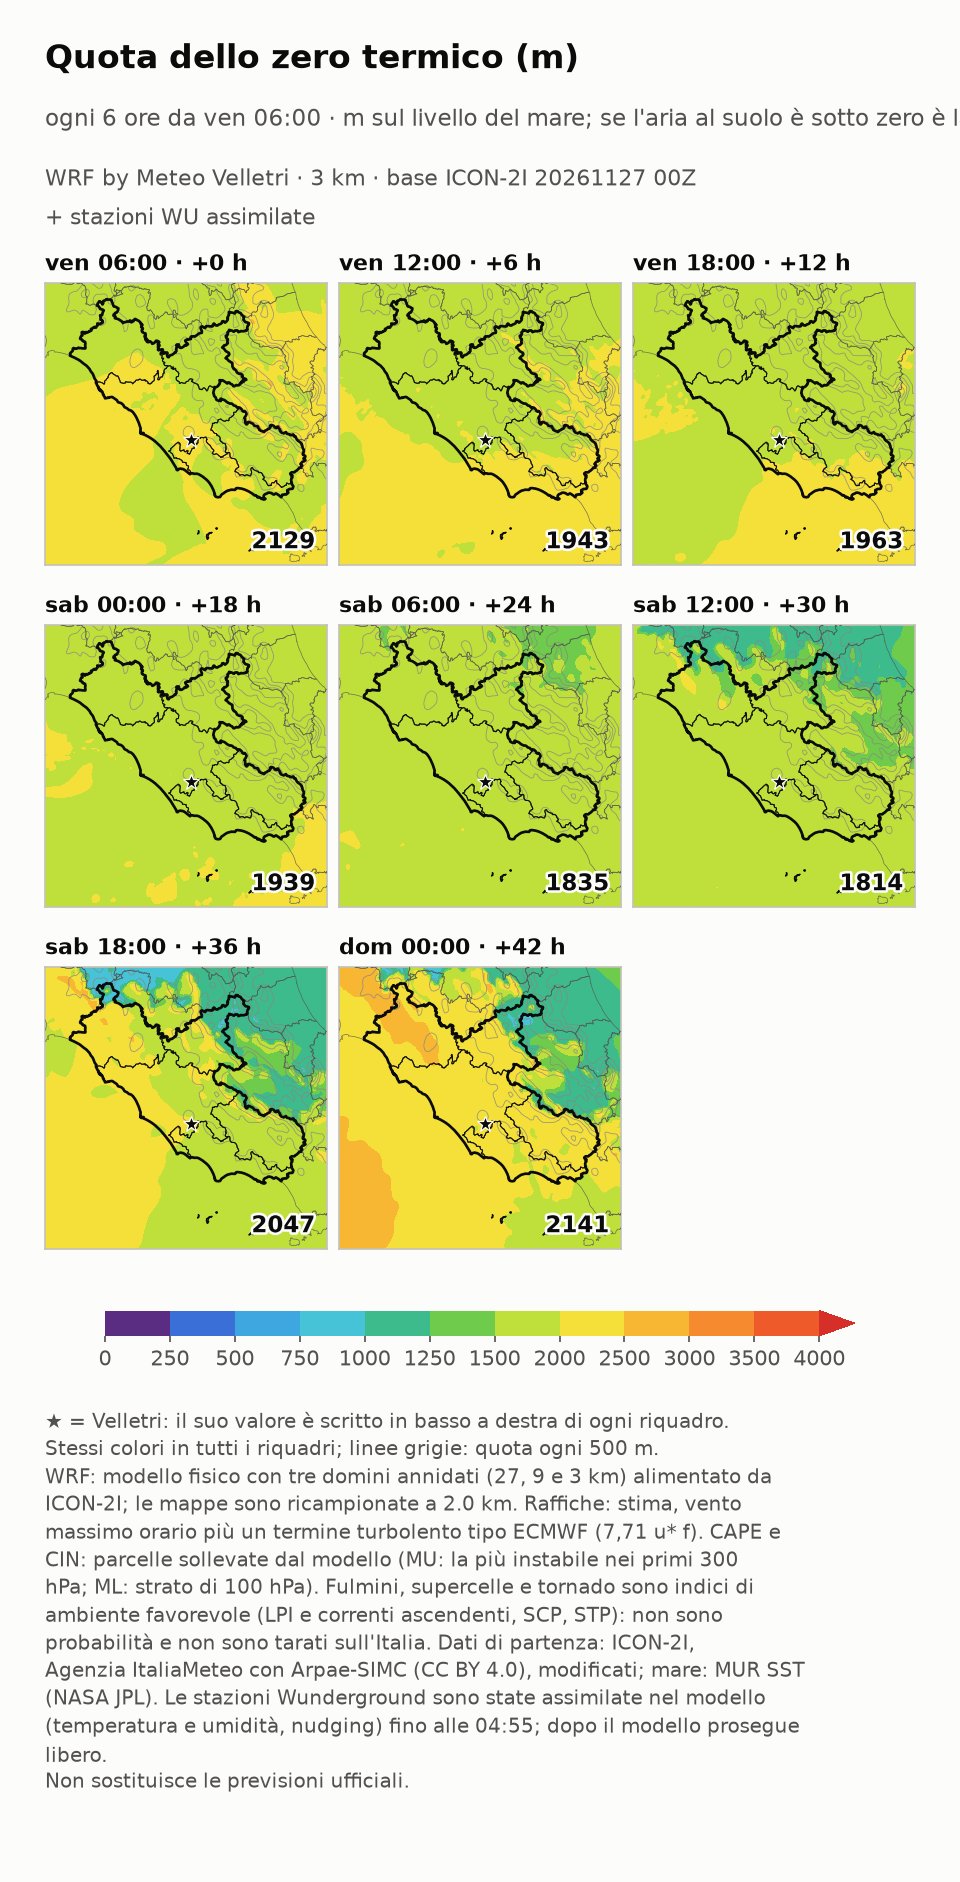 Quota dello zero termico (m)
ogni 6 ore da ven 06:00 · m sul livello del mare; se l'aria al suolo è sotto zero è l
WRF by Meteo Velletri · 3 km · base ICON-2I 20261127 00Z
+ stazioni WU assimilate
ven 06:00 · +0 h
ven 12:00 · +6 h
ven 18:00 · +12 h
2129
1943
1963
sab 00:00 · +18 h
sab 06:00 · +24 h
sab 12:00 · +30 h
1939
1835
1814
sab 18:00 · +36 h
dom 00:00 · +42 h
2047
2141
0 250 500 750 1000 1250 1500 2000 2500 3000 3500 4000
★ = Velletri: il suo valore è scritto in basso a destra di ogni riquadro.
Stessi colori in tutti i riquadri; linee grigie: quota ogni 500 m.
WRF: modello fisico con tre domini annidati (27, 9 e 3 km) alimentato da
ICON-2I; le mappe sono ricampionate a 2.0 km. Raffiche: stima, vento
massimo orario più un termine turbolento tipo ECMWF (7,71 u* f). CAPE e
CIN: parcelle sollevate dal modello (MU: la più instabile nei primi 300
hPa; ML: strato di 100 hPa). Fulmini, supercelle e tornado sono indici di
ambiente favorevole (LPI e correnti ascendenti, SCP, STP): non sono
probabilità e non sono tarati sull'Italia. Dati di partenza: ICON-2I,
Agenzia ItaliaMeteo con Arpae-SIMC (CC BY 4.0), modificati; mare: MUR SST
(NASA JPL). Le stazioni Wunderground sono state assimilate nel modello
(temperatura e umidità, nudging) fino alle 04:55; dopo il modello prosegue
libero.
Non sostituisce le previsioni ufficiali.